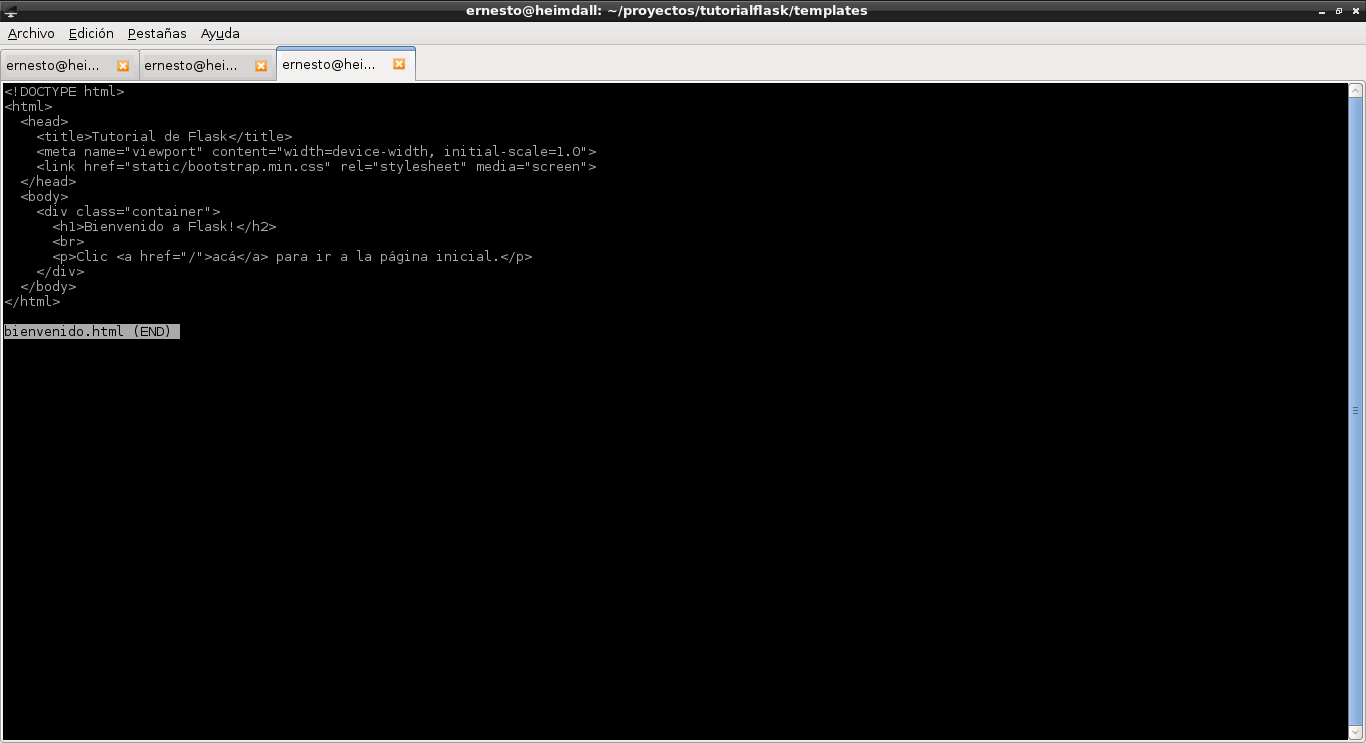 ernesto@heimdall: ~/proyectos/tutorialflask/templates
Archivo Edición Pestañas Ayuda
ernesto@hei... ernesto@hei... ernesto@hei...
<!DOCTYPE html>
<html>
  <head>
    <title>Tutorial de Flask</title>
    <meta name="viewport" content="width=device-width, initial-scale=1.0">
    <link href="static/bootstrap.min.css" rel="stylesheet" media="screen">
  </head>
  <body>
    <div class="container">
      <h1>Bienvenido a Flask!</h2>
      <br>
      <p>Clic <a href="/">acá</a> para ir a la página inicial.</p>
    </div>
  </body>
</html>
bienvenido.html (END)